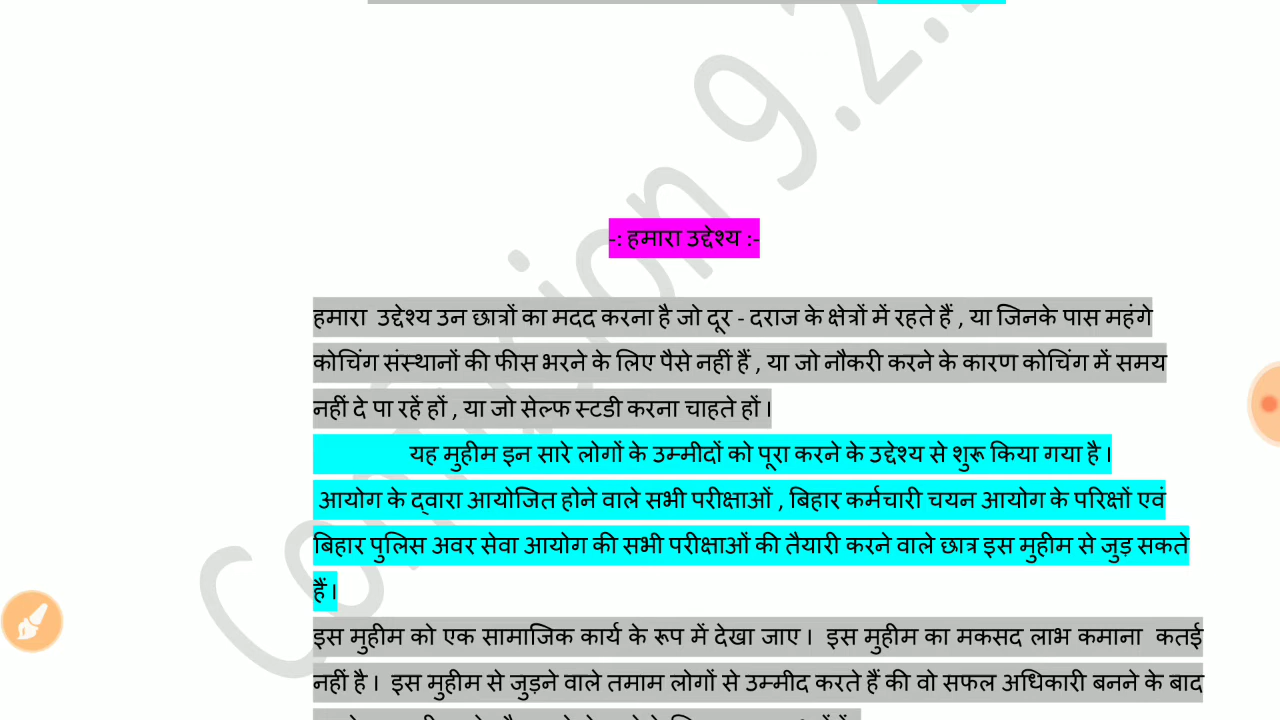 -: हमारा उद्देश्य :-
हमारा उद्देश्य उन छात्रों का मदद करना है जो दूर - दराज के क्षेत्रों में रहते हैं , या जिनके पास महंगे
कोचिंग संस्थानों की फीस भरने के लिए पैसे नहीं हैं , या जो नौकरी करने के कारण कोचिंग में समय
नहीं दे पा रहें हों , या जो सेल्फ स्टडी करना चाहते हों ।
यह मुहीम इन सारे लोगों के उम्मीदों को पूरा करने के उद्देश्य से शुरू किया गया है ।
आयोग के द्वारा आयोजित होने वाले सभी परीक्षाओं , बिहार कर्मचारी चयन आयोग के परिक्षों एवं
बिहार पुलिस अवर सेवा आयोग की सभी परीक्षाओं की तैयारी करने वाले छात्र इस मुहीम से जुड़ सकते
हैं ।
इस मुहीम को एक सामाजिक कार्य के रूप में देखा जाए । इस मुहीम का मकसद लाभ कमाना कतई
नहीं है । इस मुहीम से जुड़ने वाले तमाम लोगों से उम्मीद करते हैं की वो सफल अधिकारी बनने के बाद